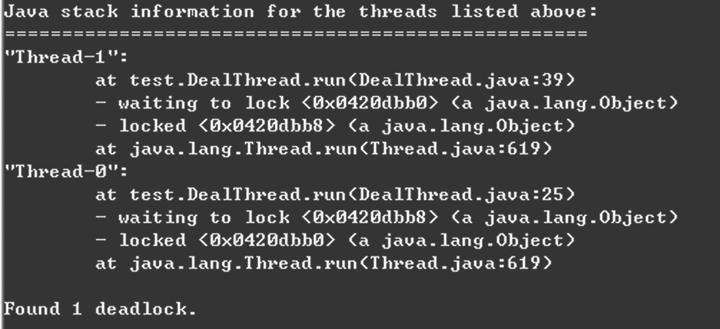 Java stack information for the threads listed above:
===================================================
"Thread-1":
        at test.DealThread.run(DealThread.java:39)
        - waiting to lock <0x0420dbb0> (a java.lang.Object)
        - locked <0x0420dbb8> (a java.lang.Object)
        at java.lang.Thread.run(Thread.java:619)
"Thread-0":
        at test.DealThread.run(DealThread.java:25)
        - waiting to lock <0x0420dbb8> (a java.lang.Object)
        - locked <0x0420dbb0> (a java.lang.Object)
        at java.lang.Thread.run(Thread.java:619)
Found 1 deadlock.